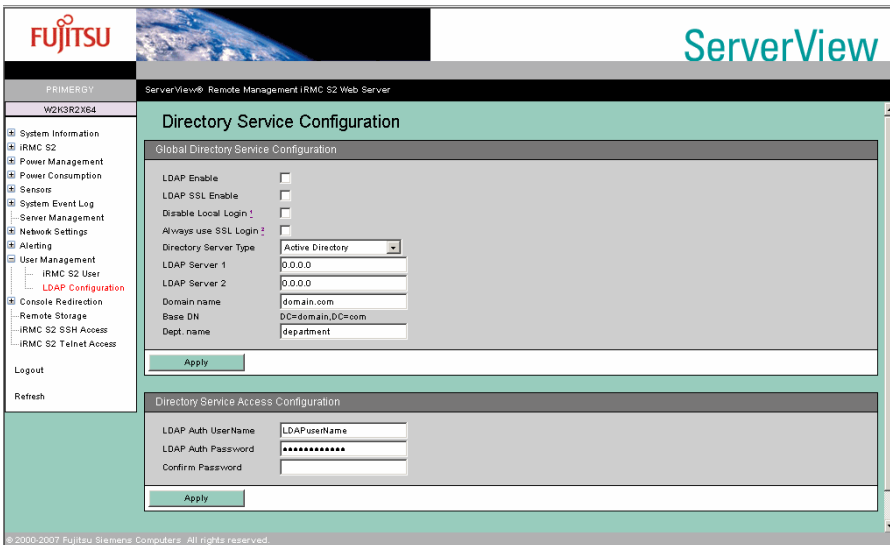 FUJITSU
ServerView
PRIMERGY
ServerView® Remote Management iRMC S2 Web Server
W2K3R2X64
System Information
iRMC S2
Power Management
Power Consumption
Sensors
System Event Log
Server Management
Network Settings
Alerting
User Management
iRMC S2 User
LDAP Configuration
Console Redirection
Remote Storage
iRMC S2 SSH Access
iRMC S2 Telnet Access
Logout
Refresh
Directory Service Configuration
Global Directory Service Configuration
LDAP Enable
LDAP SSL Enable
Disable Local Login 1
Always use SSL Login 2
Directory Server Type Active Directory
LDAP Server 1 0.0.0.0
LDAP Server 2 0.0.0.0
Domain name domain.com
Base DN DC=domain,DC=com
Dept. name department
Apply
Directory Service Access Configuration
LDAP Auth UserName LDAPuserName
LDAP Auth Password ••••••••••••
Confirm Password
Apply
© 2000-2007 Fujitsu Siemens Computers All rights reserved.